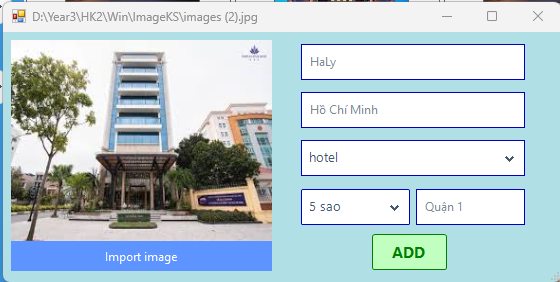 D:\Year3\HK2\Win\ImageKS\images (2).jpg
HaLy
Hồ Chí Minh
hotel
5 sao
Quận 1
Import image
ADD